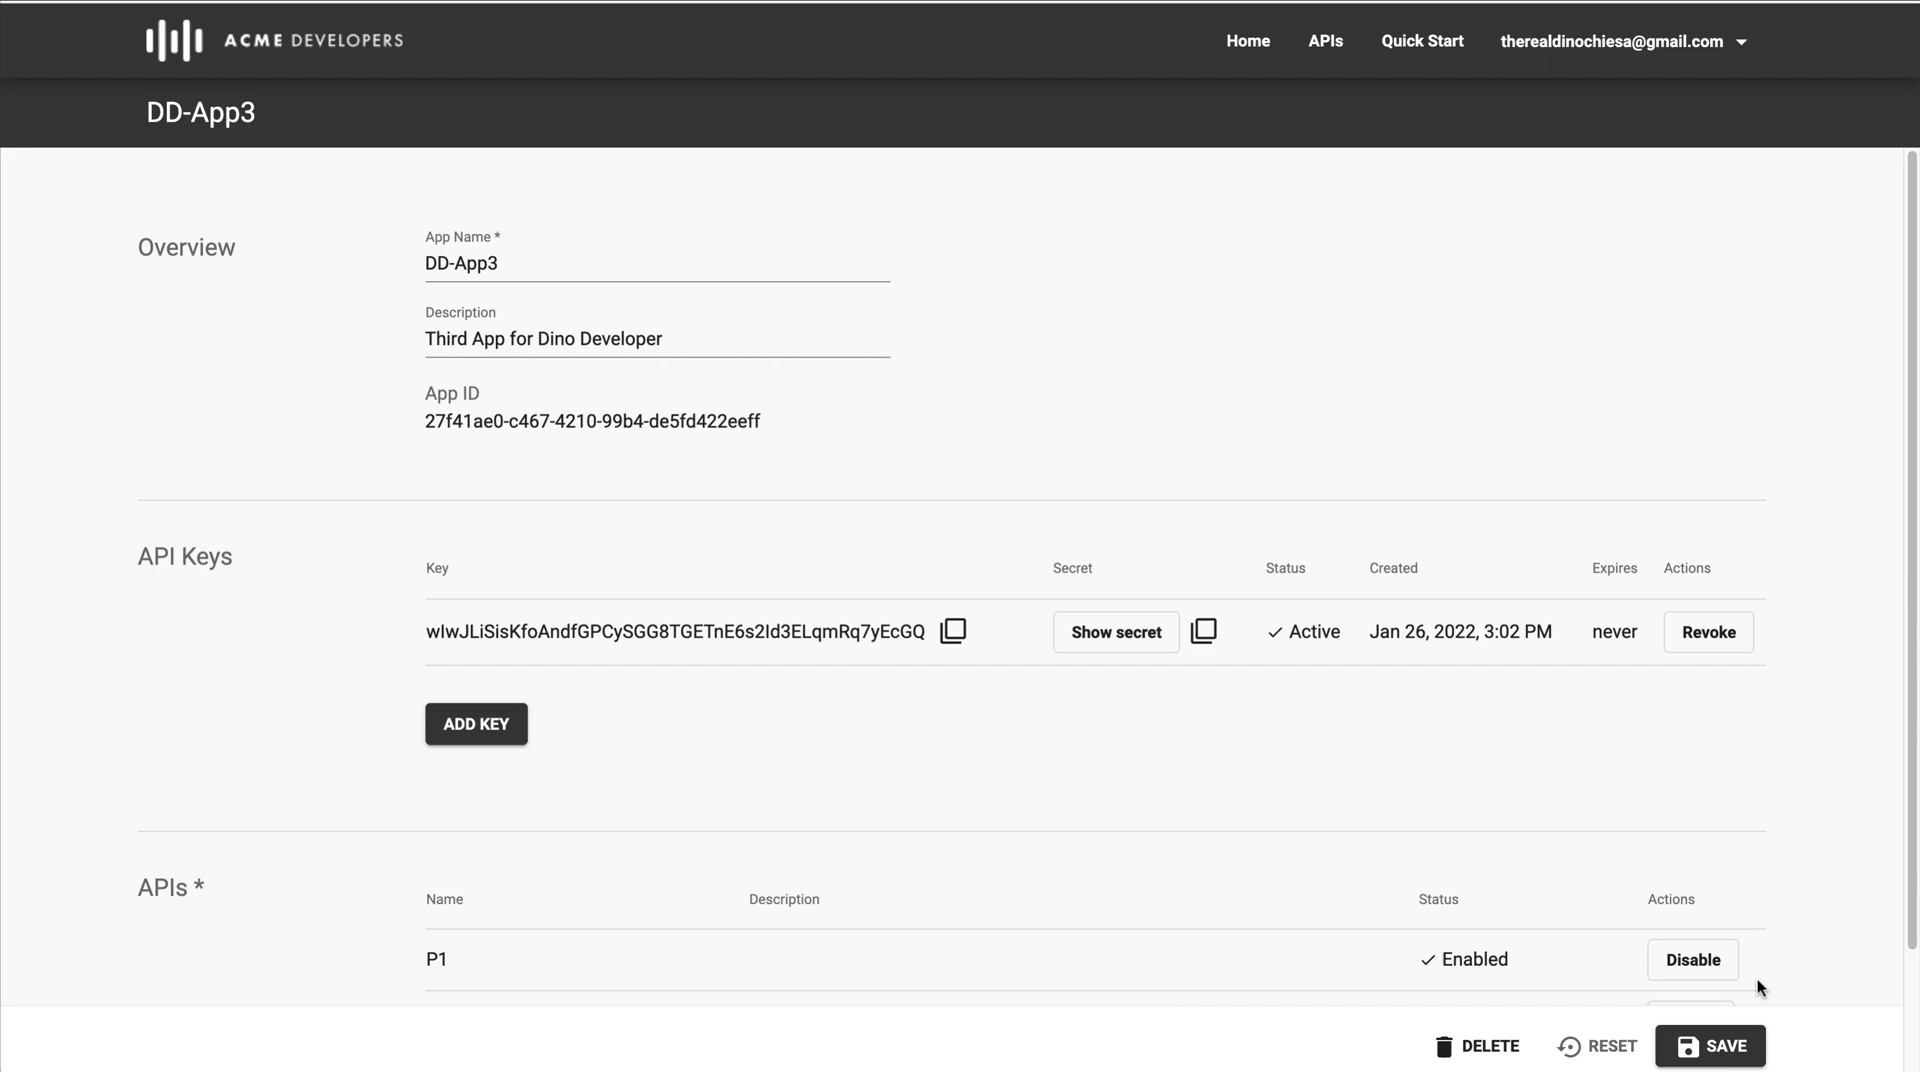 ACME DEVELOPERS
Home APIs Quick Start therealdinochiesa@gmail.com
DD-App3
Overview
App Name *
DD-App3
Description
Third App for Dino Developer
App ID
27f41ae0-c467-4210-99b4-de5fd422eeff
API Keys
Key Secret Status Created Expires Actions
wIwJLiSisKfoAndfGPCySGG8TGETnE6s2Id3ELqmRq7yEcGQ Show secret Active Jan 26, 2022, 3:02 PM never Revoke
ADD KEY
APIs *
Name Description Status Actions
P1 Enabled Disable
DELETE RESET SAVE